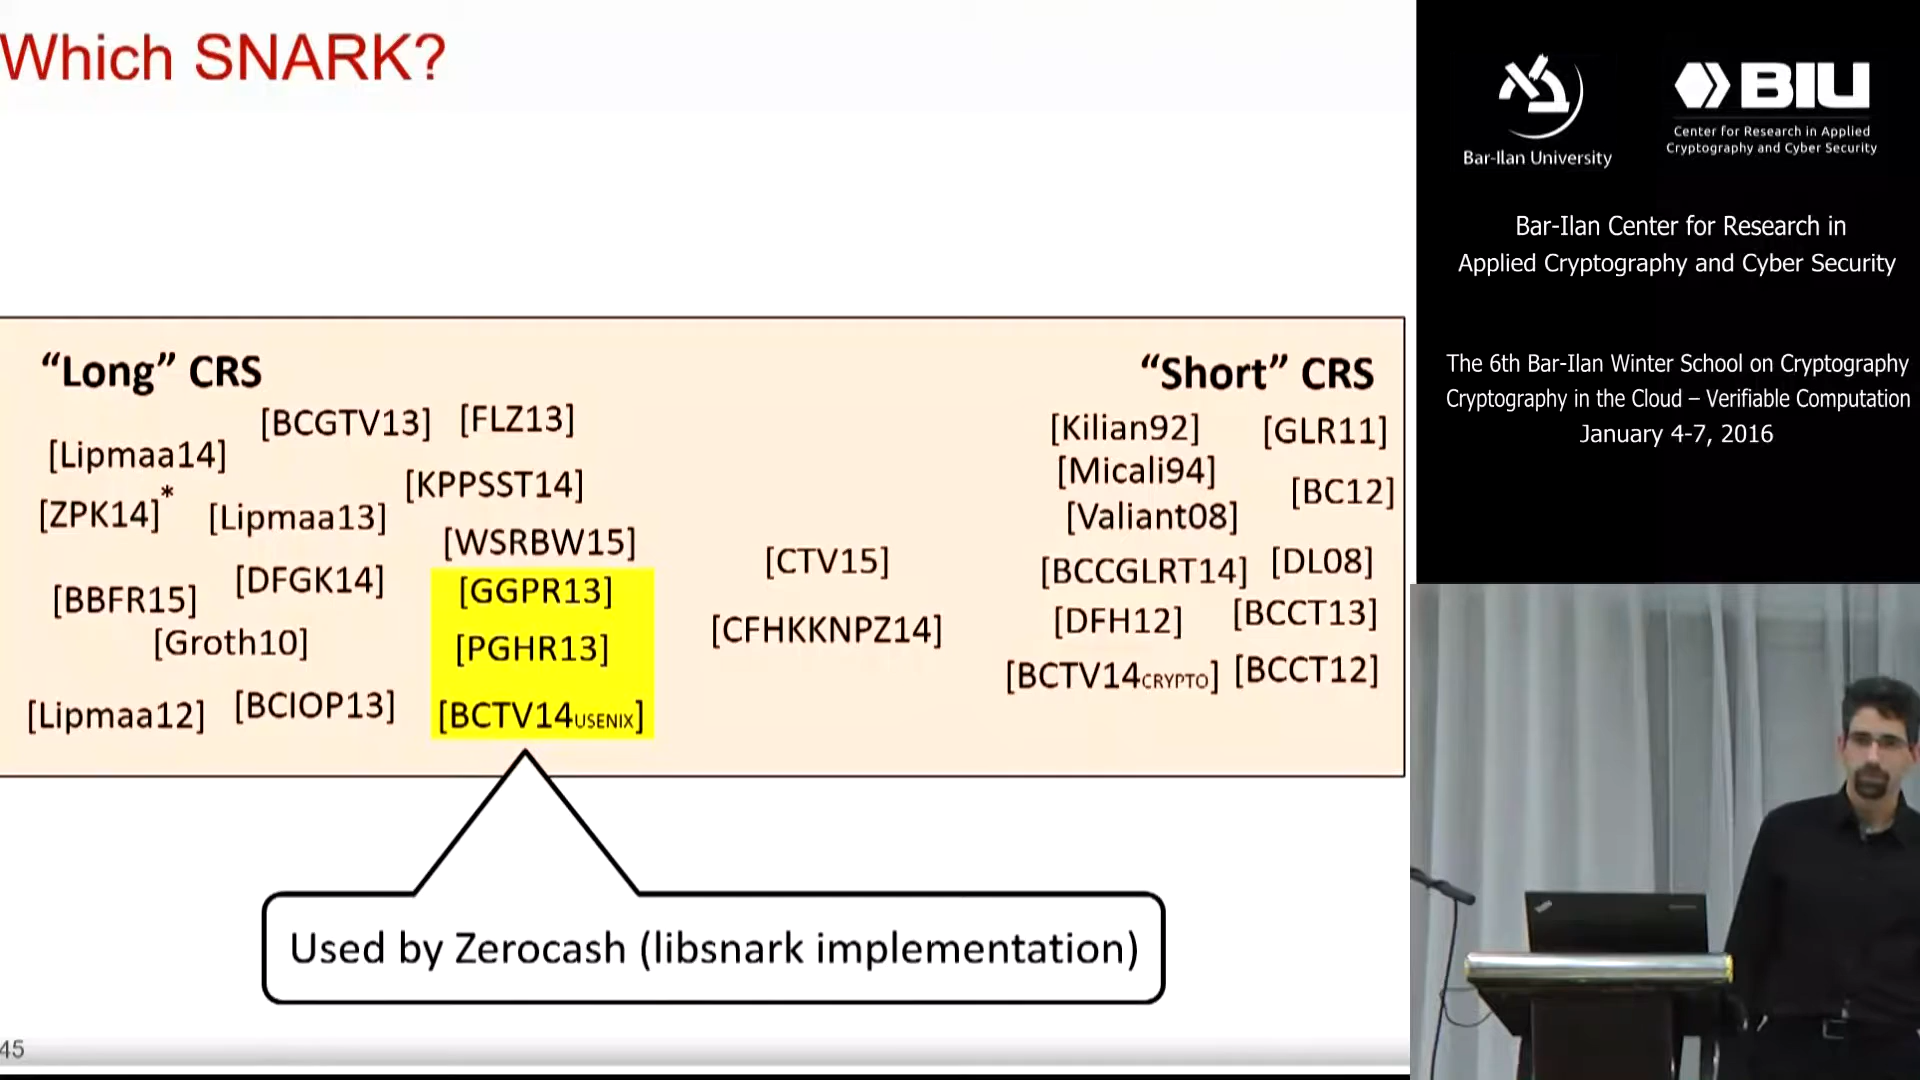 Which SNARK?
“Long” CRS
“Short” CRS
[BCGTV13]
[FLZ13]
[Kilian92]
[GLR11]
[Lipmaa14]
[KPPSST14]
[Micali94]
[BC12]
[ZPK14]*
[Lipmaa13]
[Valiant08]
[WSRBW15]
[CTV15]
[BCCGLRT14]
[DL08]
[BBFR15]
[DFGK14]
[GGPR13]
[DFH12]
[BCCT13]
[Groth10]
[PGHR13]
[CFHKKNPZ14]
[BCTV14CRYPTO]
[BCCT12]
[Lipmaa12]
[BCIOP13]
[BCTV14USENIX]
Used by Zerocash (libsnark implementation)
45
Bar-Ilan University
BIU
Center for Research in Applied
Cryptography and Cyber Security
Bar-Ilan Center for Research in
Applied Cryptography and Cyber Security
The 6th Bar-Ilan Winter School on Cryptography
Cryptography in the Cloud – Verifiable Computation
January 4-7, 2016